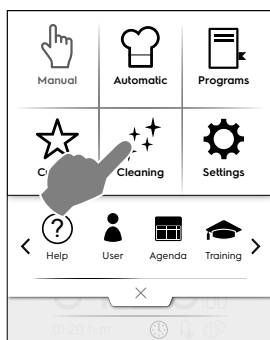 Manual Automatic Programs
Cleaning Settings
? Help User Agenda Training
01:20 h:m